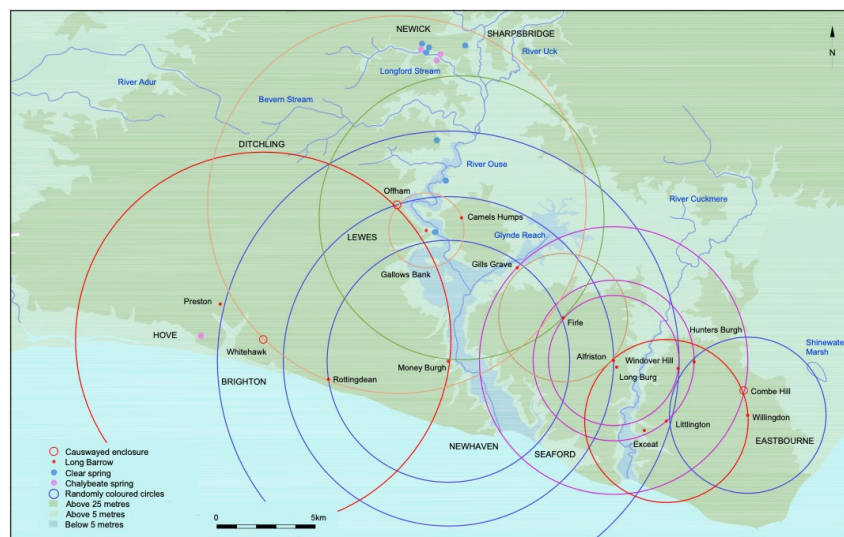 NEWICK
SHARPSBRIDGE
River Uck
N
Longford Stream
River Adur
Bevern Stream
DITCHLING
River Ouse
Offham
River Cuckmere
Camels Humps
LEWES
Glynde Reach
Gills Grave
Gallows Bank
Preston
Firle
HOVE
Hunters Burgh
Shinewater
Marsh
Whitehawk
Alfriston
Windover Hill
Money Burgh
Long Burg
BRIGHTON
Rottingdean
Combe Hill
Willingdon
Littlington
Exceat
EASTBOURNE
NEWHAVEN
SEAFORD
Causwayed enclosure
Long Barrow
Clear spring
Chalybeate spring
Randomly coloured circles
Above 25 metres
Above 5 metres
Below 5 metres
0 5km